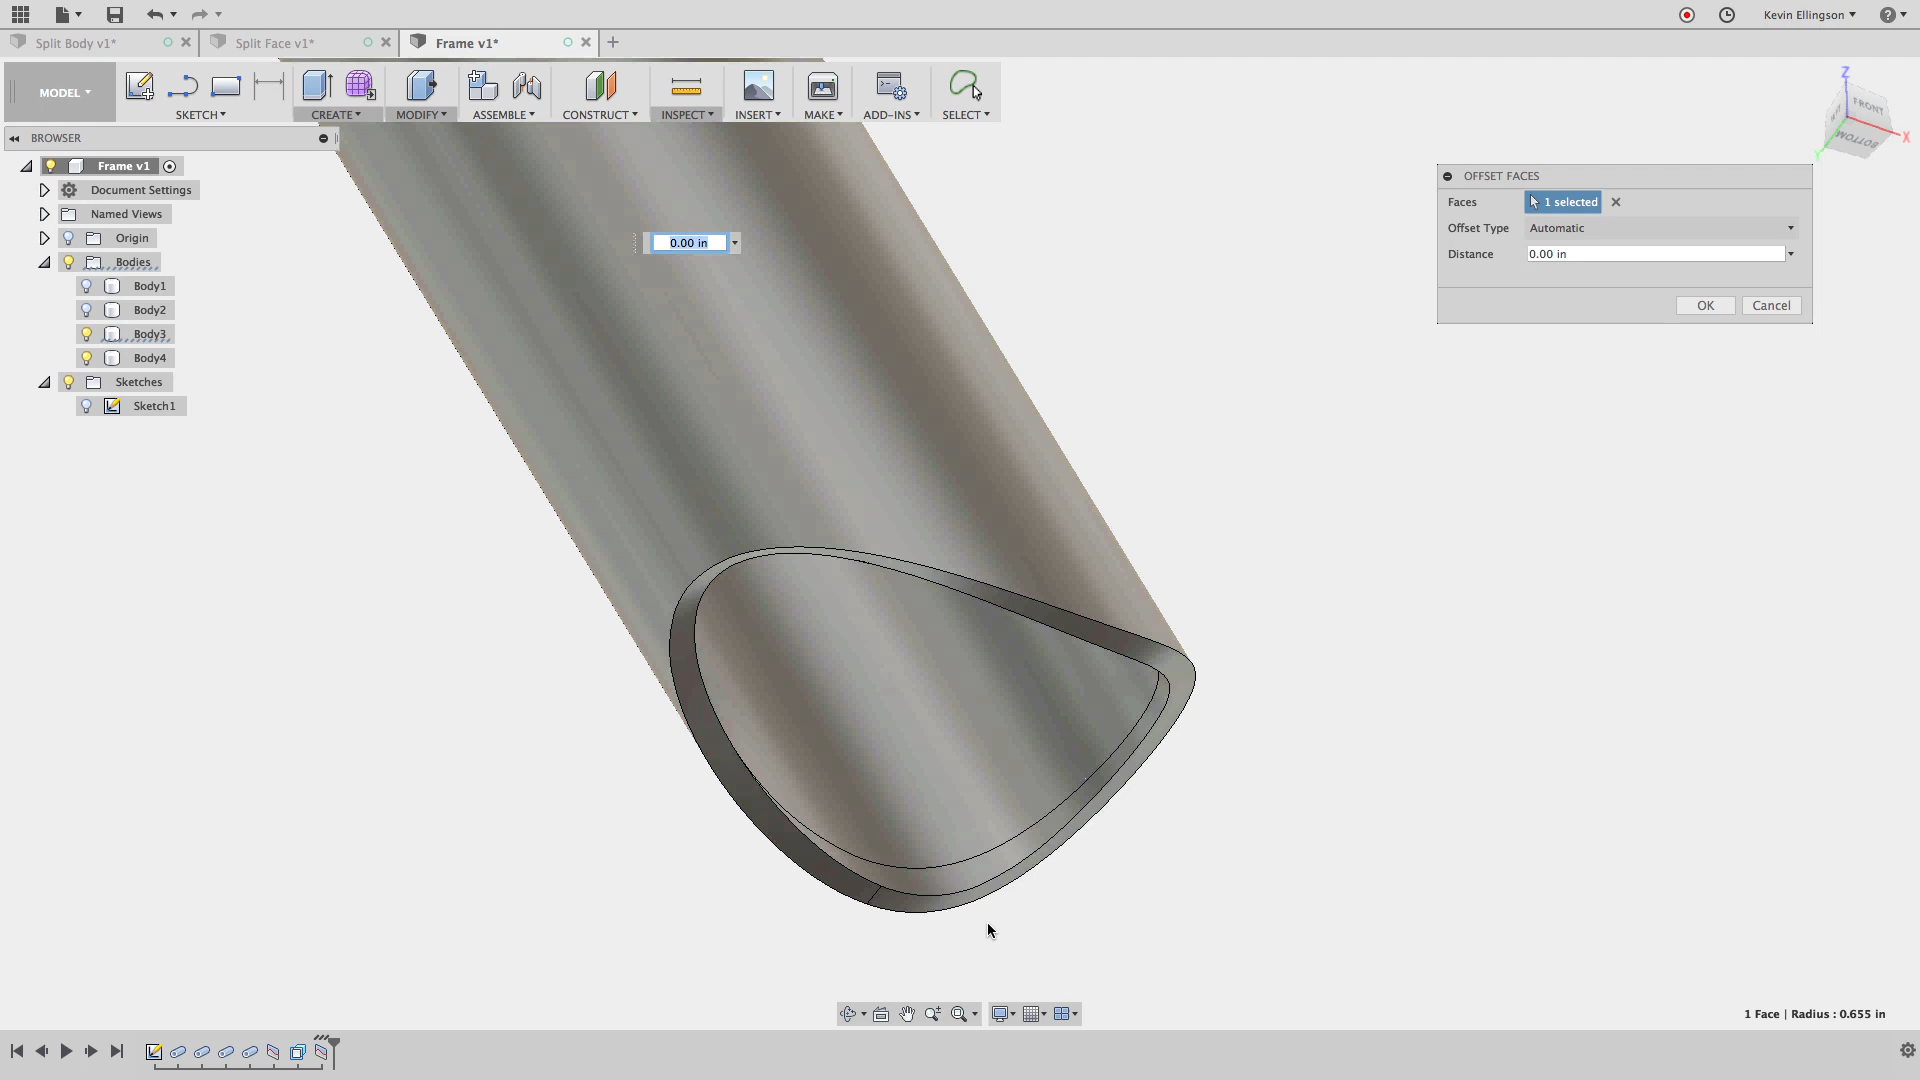 Kevin Ellingson
Split Body v1*
Split Face v1*
Frame v1*
MODEL
SKETCH
CREATE
MODIFY
ASSEMBLE
CONSTRUCT
INSPECT
INSERT
MAKE
ADD-INS
SELECT
BROWSER
Frame v1
Document Settings
Named Views
Origin
Bodies
Body1
Body2
Body3
Body4
Sketches
Sketch1
0.00 in
OFFSET FACES
Faces
1 selected
Offset Type
Automatic
Distance
0.00 in
OK
Cancel
Z
FRONT
BOTTOM
X
Y
1 Face | Radius : 0.655 in